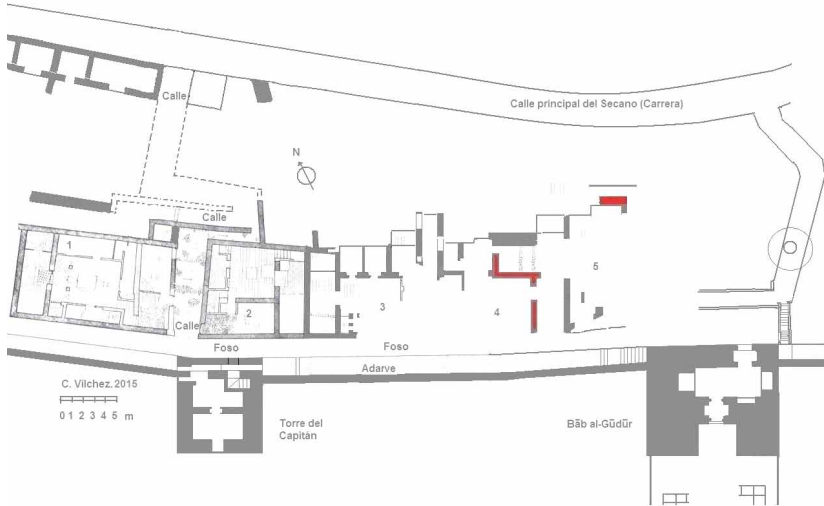 Calle
Calle principal del Secano (Carrera)
N
Calle
1
5
2
3
4
Calle
Foso
Foso
Adarve
C. Vílchez. 2015
0 1 2 3 4 5 m
Torre del
Capitán
Bāb al-Gūdūr